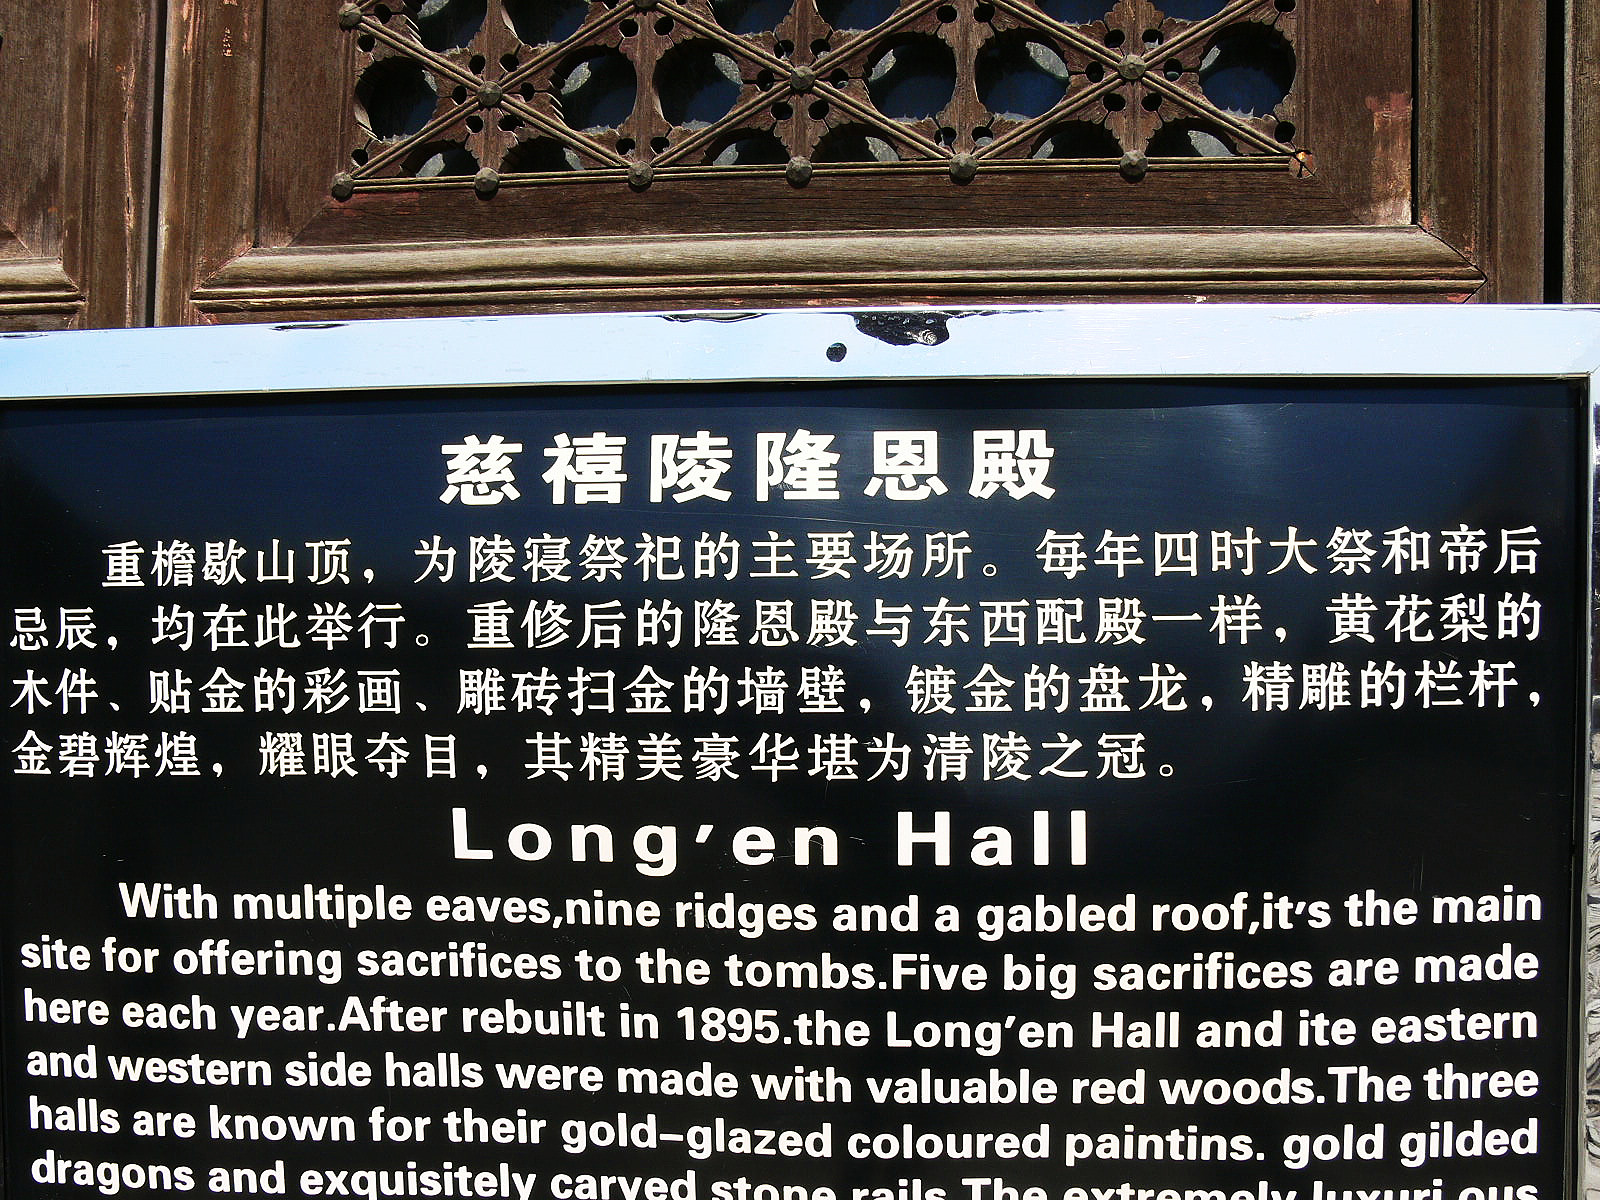 慈禧陵隆恩殿
重檐歇山顶，为陵寝祭祀的主要场所。每年四时大祭和帝后
忌辰，均在此举行。重修后的隆恩殿与东西配殿一样，黄花梨的
木件、贴金的彩画、雕砖扫金的墙壁，镀金的盘龙，精雕的栏杆，
金碧辉煌，耀眼夺目，其精美豪华堪为清陵之冠。
Long'en Hall
With multiple eaves,nine ridges and a gabled roof,it's the main
site for offering sacrifices to the tombs.Five big sacrifices are made
here each year.After rebuilt in 1895.the Long'en Hall and ite eastern
and western side halls were made with valuable red woods.The three
halls are known for their gold-glazed coloured paintins. gold gilded
dragons and exquisitely carved stone rails.The extremely luxuri ous